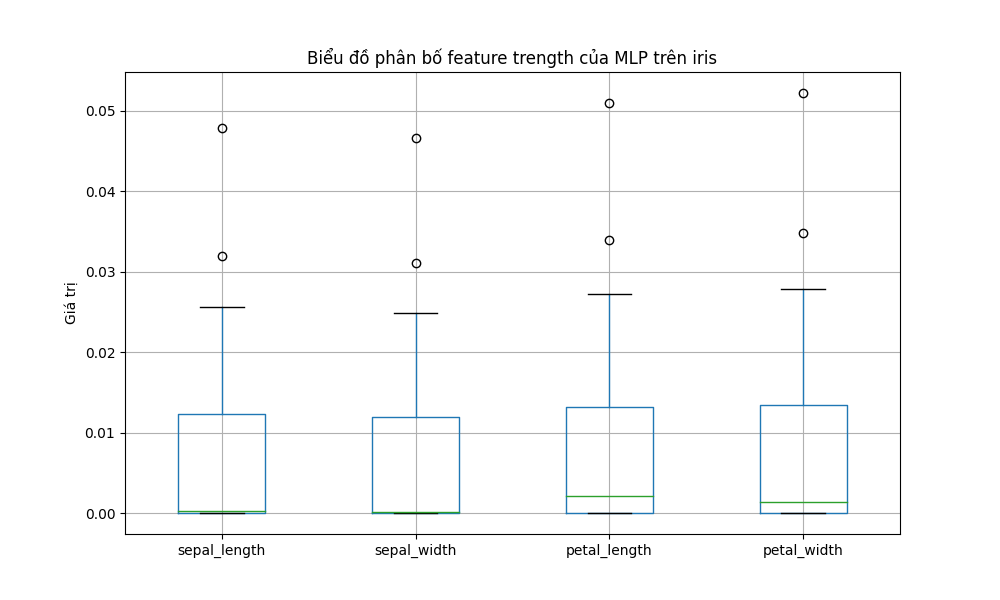 Biểu đồ phân bố feature trength của MLP trên iris
Giá trị
0.05
0.04
0.03
0.02
0.01
0.00
sepal_length sepal_width petal_length petal_width